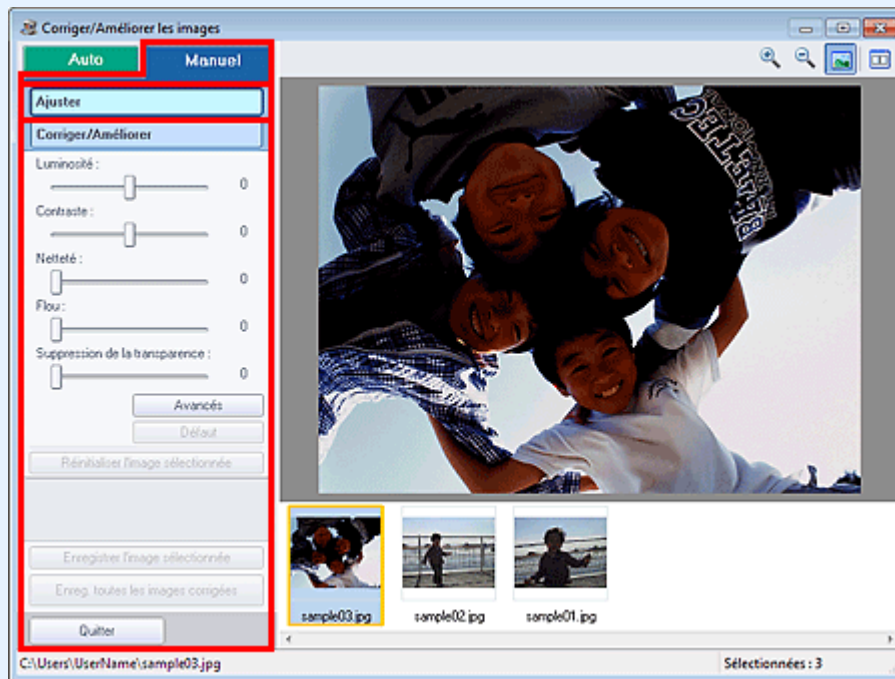 Corriger/Améliorer les images
Auto
Manuel
Ajuster
Corriger/Améliorer
Luminosité :
0
Contraste :
0
Netteté :
0
Flou :
0
Suppression de la transparence :
0
Avancés
Défaut
Réinitialiser l'image sélectionnée
Enregistrer l'image sélectionnée
Enreg. toutes les images corrigées
Quitter
sample03.jpg
sample02.jpg
sample01.jpg
C:\Users\UserName\sample03.jpg
Sélectionnées : 3